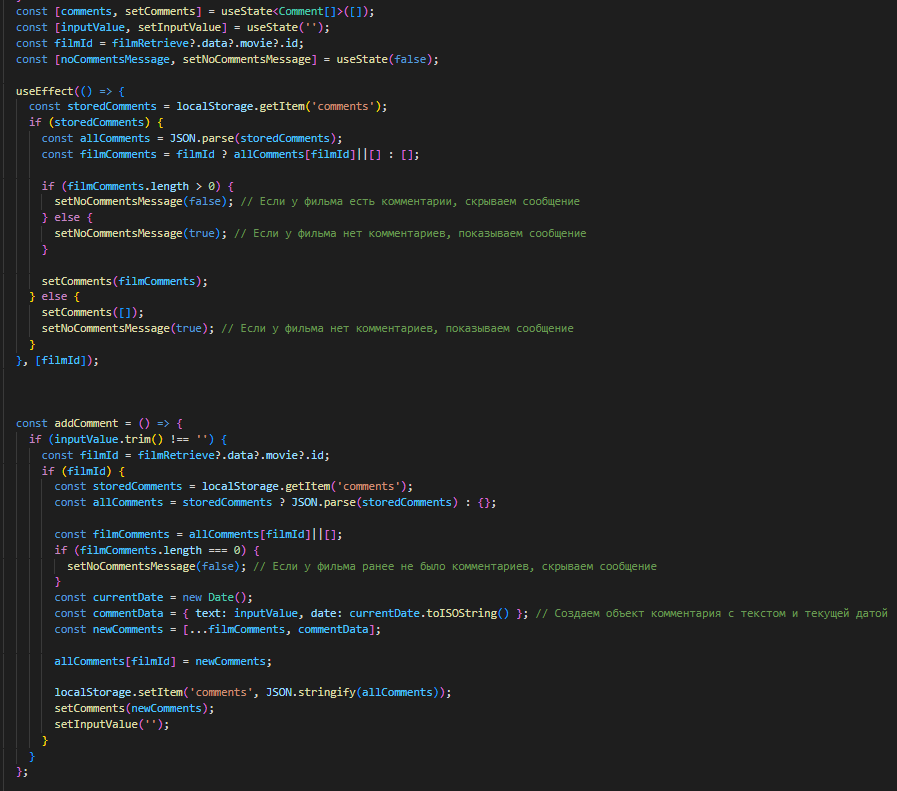 const [comments, setComments] = useState<Comment[]>([]);
const [inputValue, setInputValue] = useState('');
const filmId = filmRetrieve?.data?.movie?.id;
const [noCommentsMessage, setNoCommentsMessage] = useState(false);
useEffect(() => {
const storedComments = localStorage.getItem('comments');
if (storedComments) {
const allComments = JSON.parse(storedComments);
const filmComments = filmId ? allComments[filmId]||[] : [];
if (filmComments.length > 0) {
setNoCommentsMessage(false); // Если у фильма есть комментарии, скрываем сообщение
} else {
setNoCommentsMessage(true); // Если у фильма нет комментариев, показываем сообщение
}
setComments(filmComments);
} else {
setComments([]);
setNoCommentsMessage(true); // Если у фильма нет комментариев, показываем сообщение
}
}, [filmId]);
const addComment = () => {
if (inputValue.trim() !== '') {
const filmId = filmRetrieve?.data?.movie?.id;
if (filmId) {
const storedComments = localStorage.getItem('comments');
const allComments = storedComments ? JSON.parse(storedComments) : {};
const filmComments = allComments[filmId]||[];
if (filmComments.length === 0) {
setNoCommentsMessage(false); // Если у фильма ранее не было комментариев, скрываем сообщение
}
const currentDate = new Date();
const commentData = { text: inputValue, date: currentDate.toISOString() }; // Создаем объект комментария с текстом и текущей датой
const newComments = [...filmComments, commentData];
allComments[filmId] = newComments;
localStorage.setItem('comments', JSON.stringify(allComments));
setComments(newComments);
setInputValue('');
}
}
};